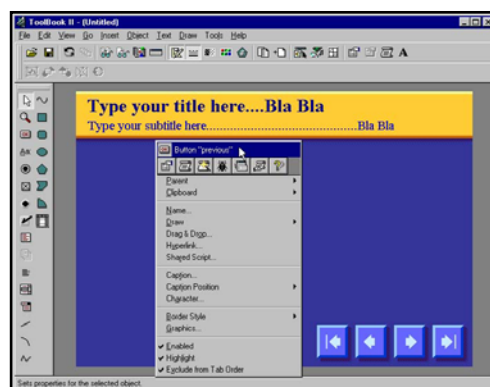 ToolBook II - (Untitled)
File Edit View Go Insert Object Text Draw Tools Help
Type your title here....Bla Bla
Type your subtitle here.................................................Bla Bla
Button "previous"
Parent
Clipboard
Name...
Draw
Drag & Drop...
Hyperlink...
Shared Script...
Caption...
Caption Position
Character...
Border Style
Graphics...
Enabled
Highlight
Exclude from Tab Order
Sets properties for the selected object.